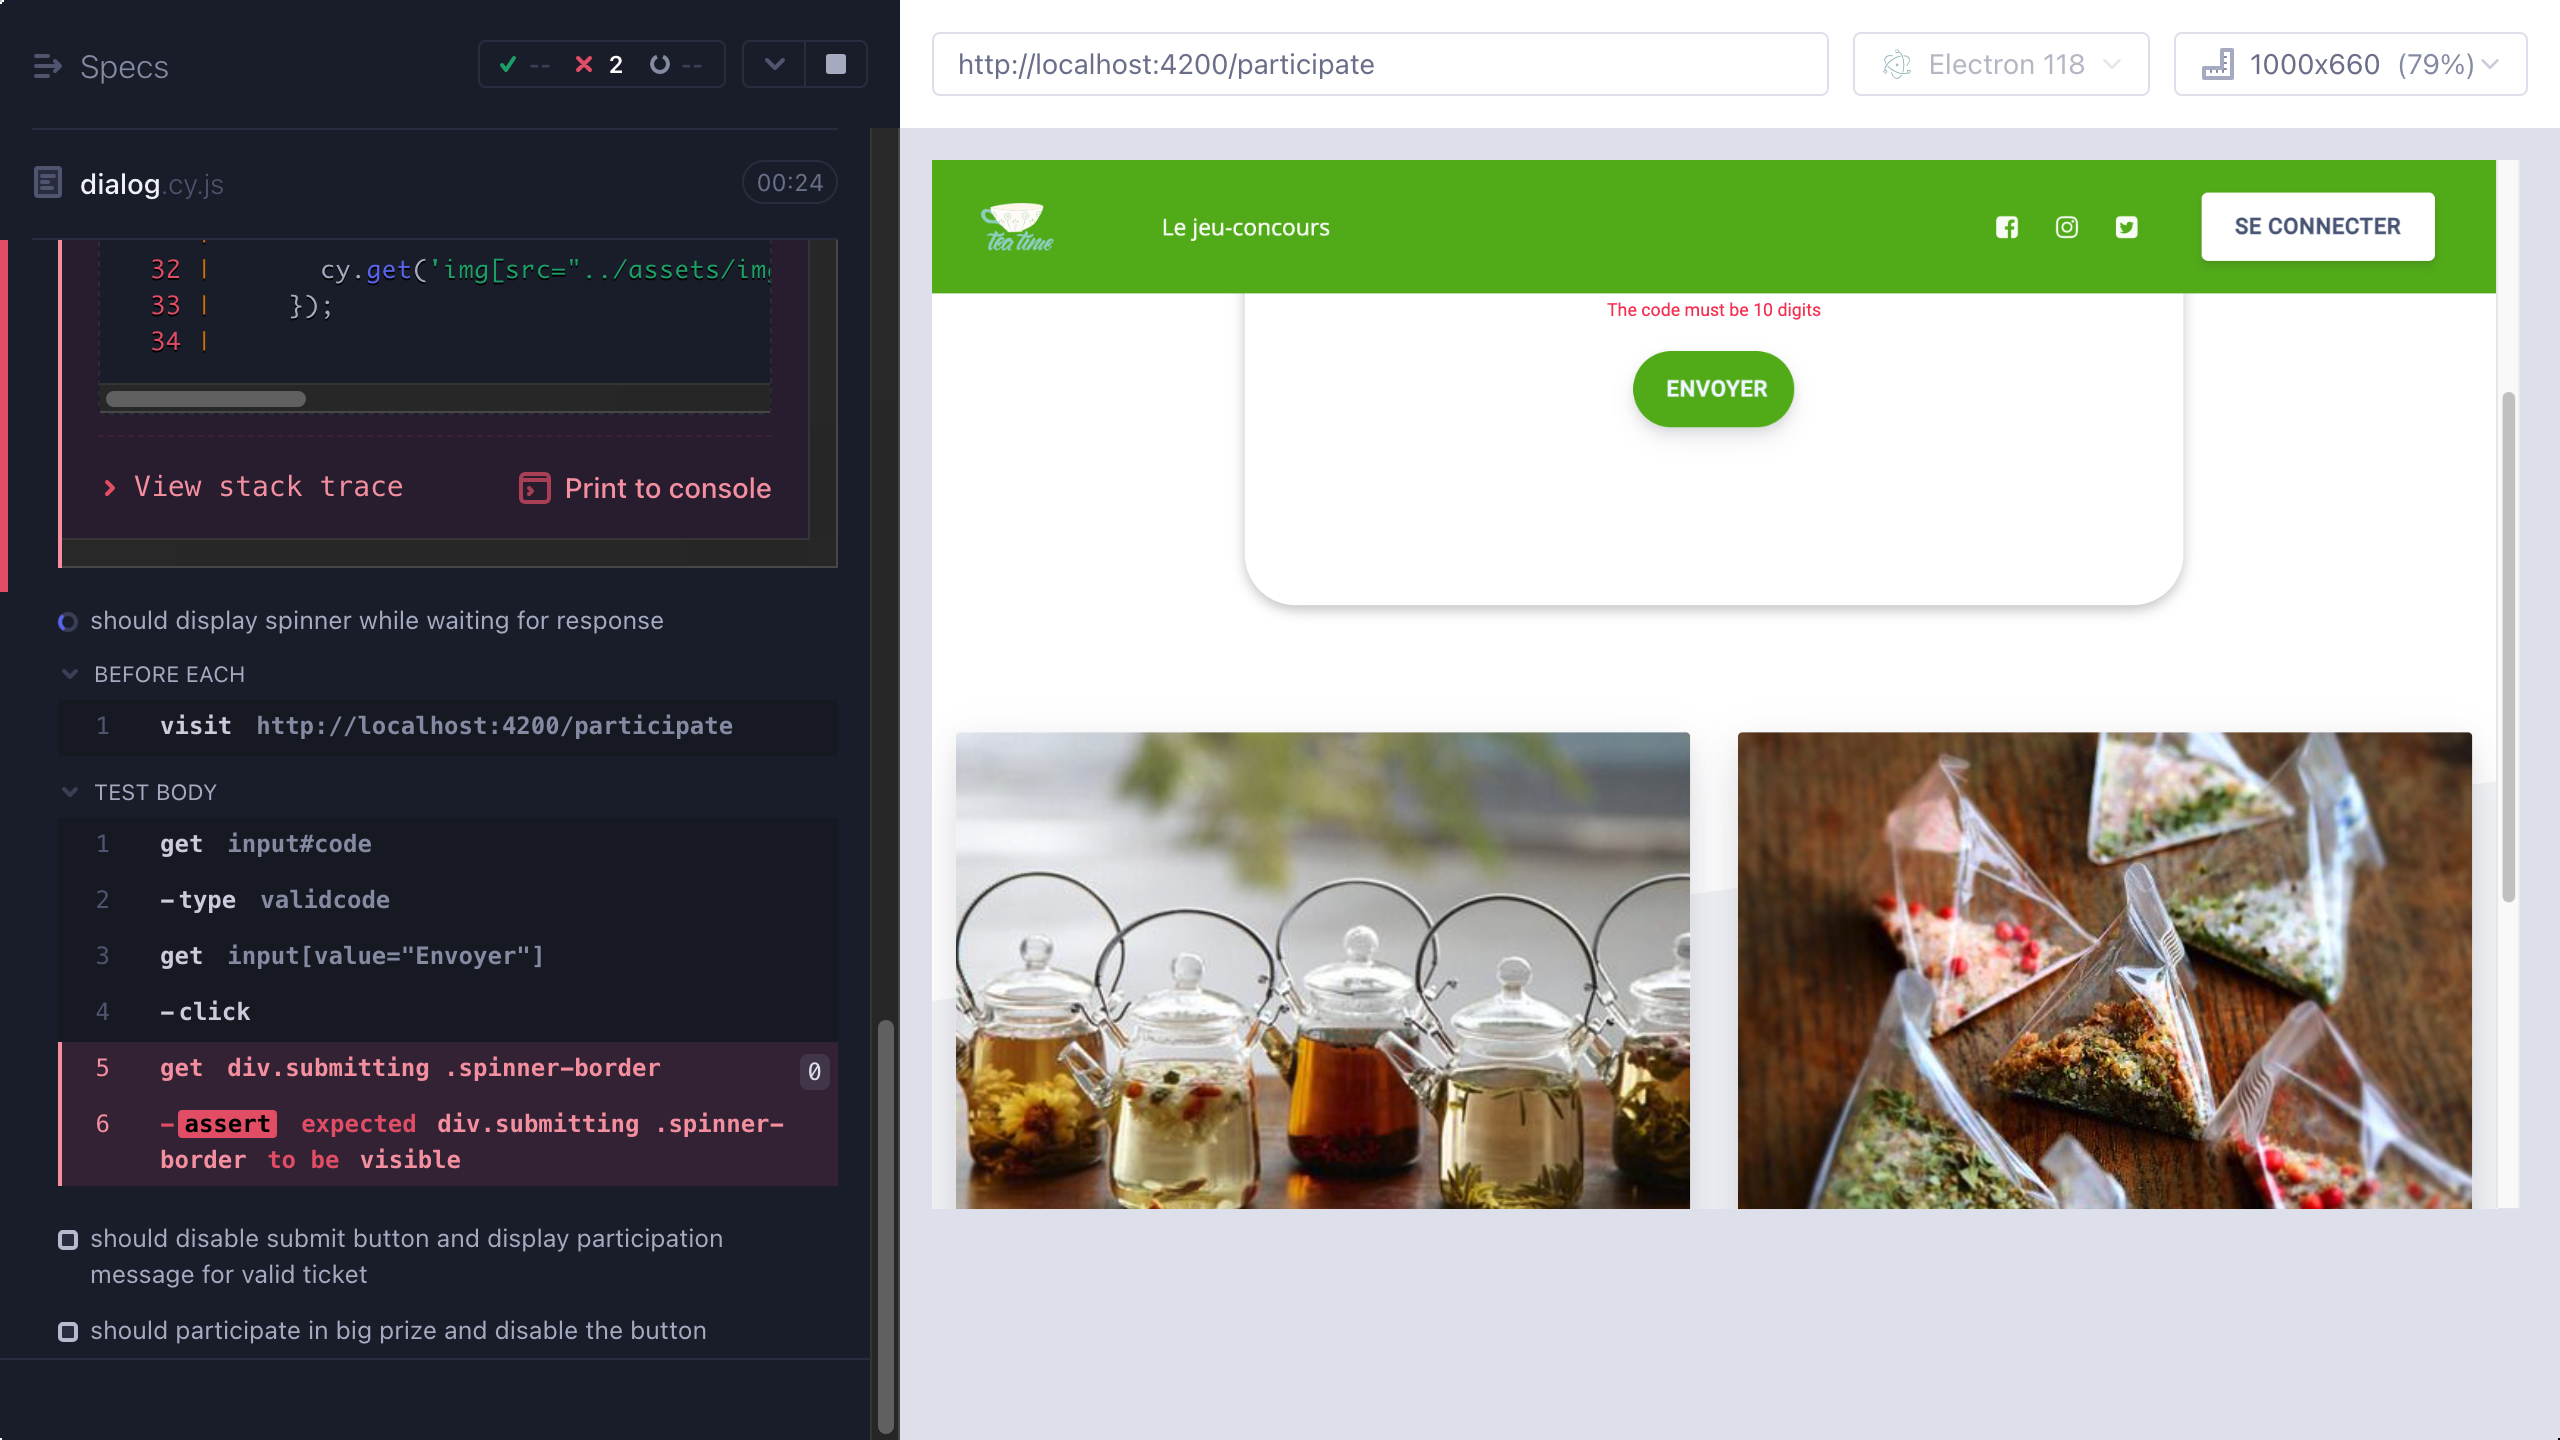 Specs
-- 2 --
dialog.cy.js 00:24
32 | cy.get('img[src="../assets/im
33 | });
34 |
View stack trace
Print to console
should display spinner while waiting for response
BEFORE EACH
1 visit http://localhost:4200/participate
TEST BODY
1 get input#code
2 -type validcode
3 get input[value="Envoyer"]
4 -click
5 get div.submitting .spinner-border 0
6 -assert expected div.submitting .spinner-
border to be visible
should disable submit button and display participation
message for valid ticket
should participate in big prize and disable the button
http://localhost:4200/participate
Electron 118
1000x660 (79%)
Tea time
Le jeu-concours
SE CONNECTER
The code must be 10 digits
ENVOYER